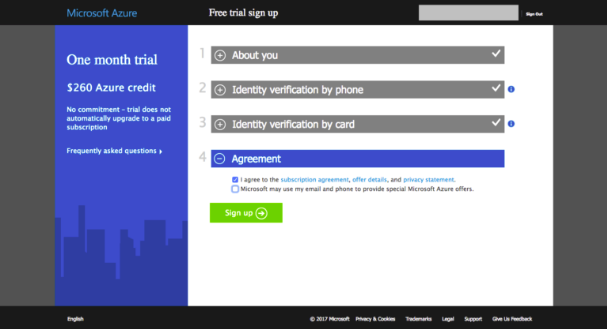 Microsoft Azure
Free trial sign up
Sign Out
One month trial
$260 Azure credit
No commitment - trial does not
automatically upgrade to a paid
subscription
Frequently asked questions
1 About you
2 Identity verification by phone
3 Identity verification by card
4 Agreement
I agree to the subscription agreement, offer details, and privacy statement.
Microsoft may use my email and phone to provide special Microsoft Azure offers.
Sign up
English
© 2017 Microsoft Privacy & Cookies Trademarks Legal Support Give Us Feedback